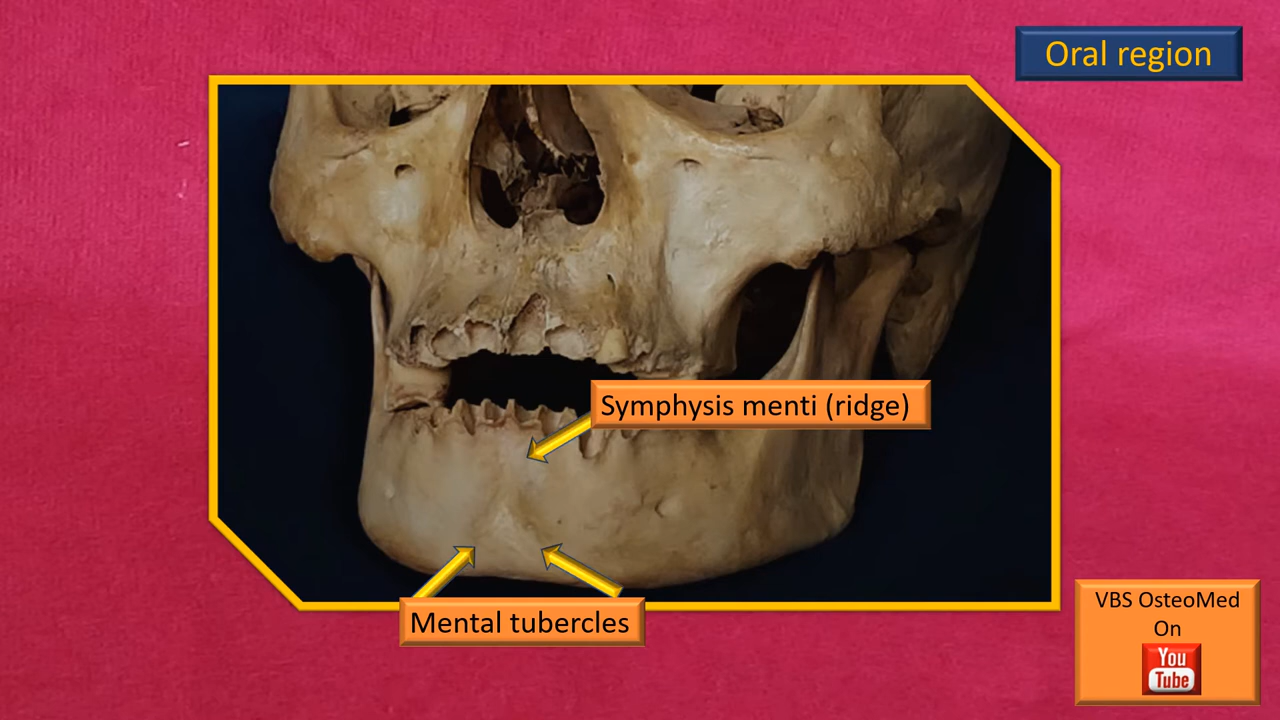 Oral region
Symphysis menti (ridge)
Mental tubercles
VBS OsteoMed
On
You
Tube